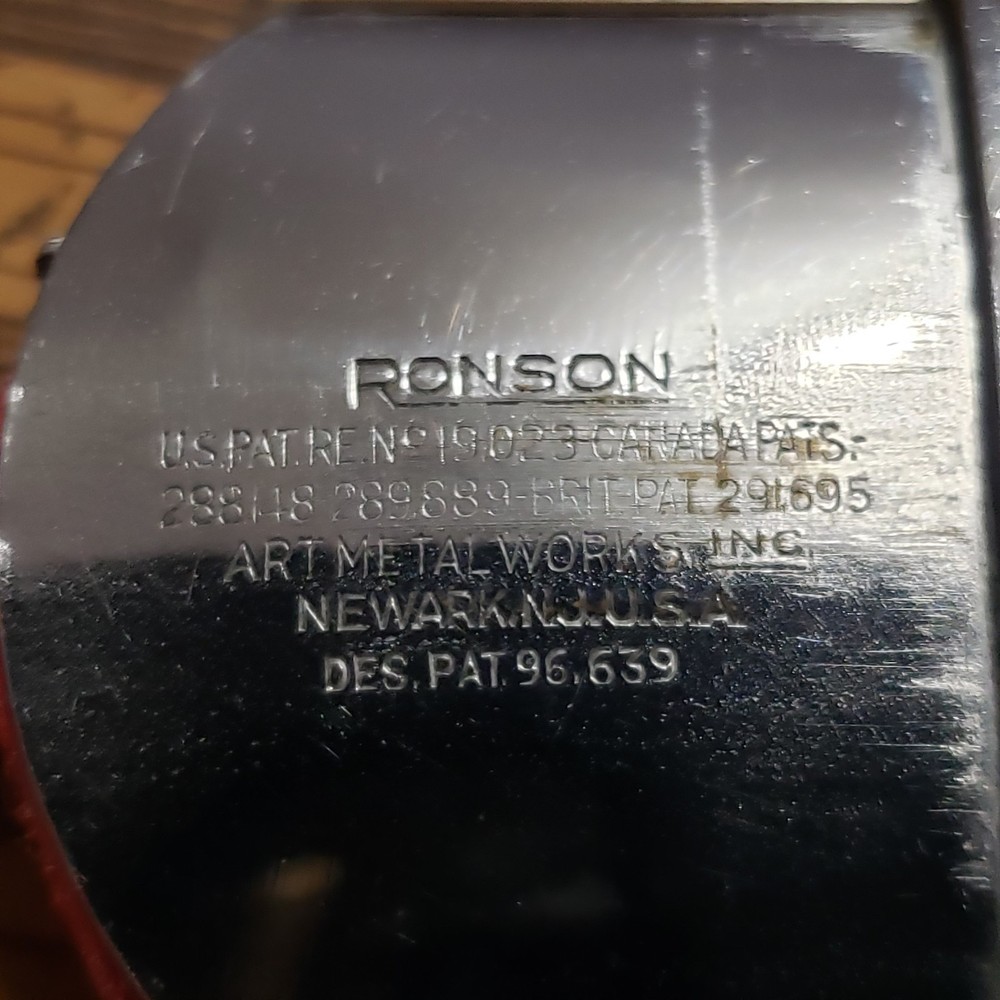 RONSON
U.S.PAT.RE.Nº19,023-CANADA PATS:-
288148-289,889-BRIT-PAT.291,695
ART METAL WORKS, INC.
NEWARK.N.J.U.S.A.
DES. PAT. 96,639